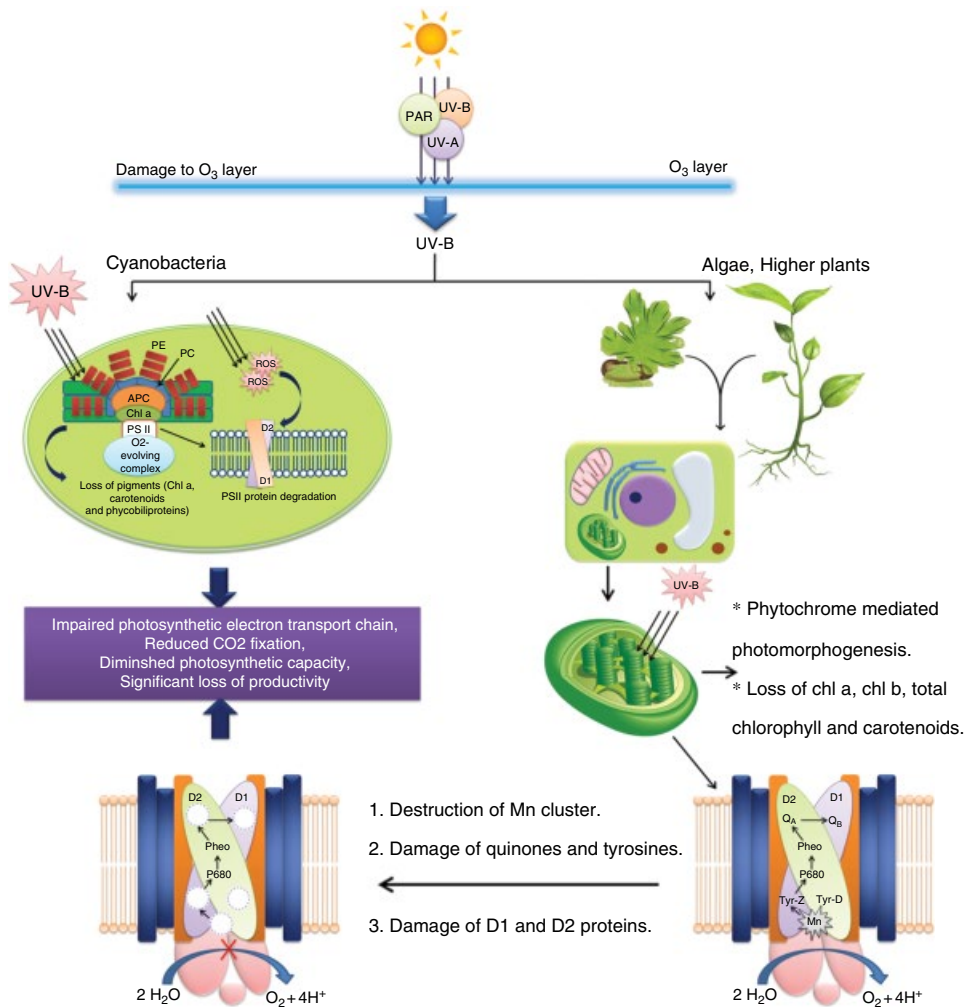 PAR
UV-B
UV-A
Damage to O₃ layer
O₃ layer
UV-B
Cyanobacteria
Algae, Higher plants
UV-B
PE
PC
APC
Chl a
PS II
O2-
evolving
complex
ROS
ROS
D2
D1
Loss of pigments (Chl a,
carotenoids
and phycobiliproteins)
PSII protein degradation
Impaired photosynthetic electron transport chain,
Reduced CO2 fixation,
Diminshed photosynthetic capacity,
Significant loss of productivity
UV-B
* Phytochrome mediated
photomorphogenesis.
* Loss of chl a, chl b, total
chlorophyll and carotenoids.
D2
D1
Pheo
P680
2 H₂O
O₂ + 4H⁺
1. Destruction of Mn cluster.
2. Damage of quinones and tyrosines.
3. Damage of D1 and D2 proteins.
D2
D1
Q_A
Q_B
Pheo
P680
Tyr-Z
Tyr-D
Mn
2 H₂O
O₂ + 4H⁺